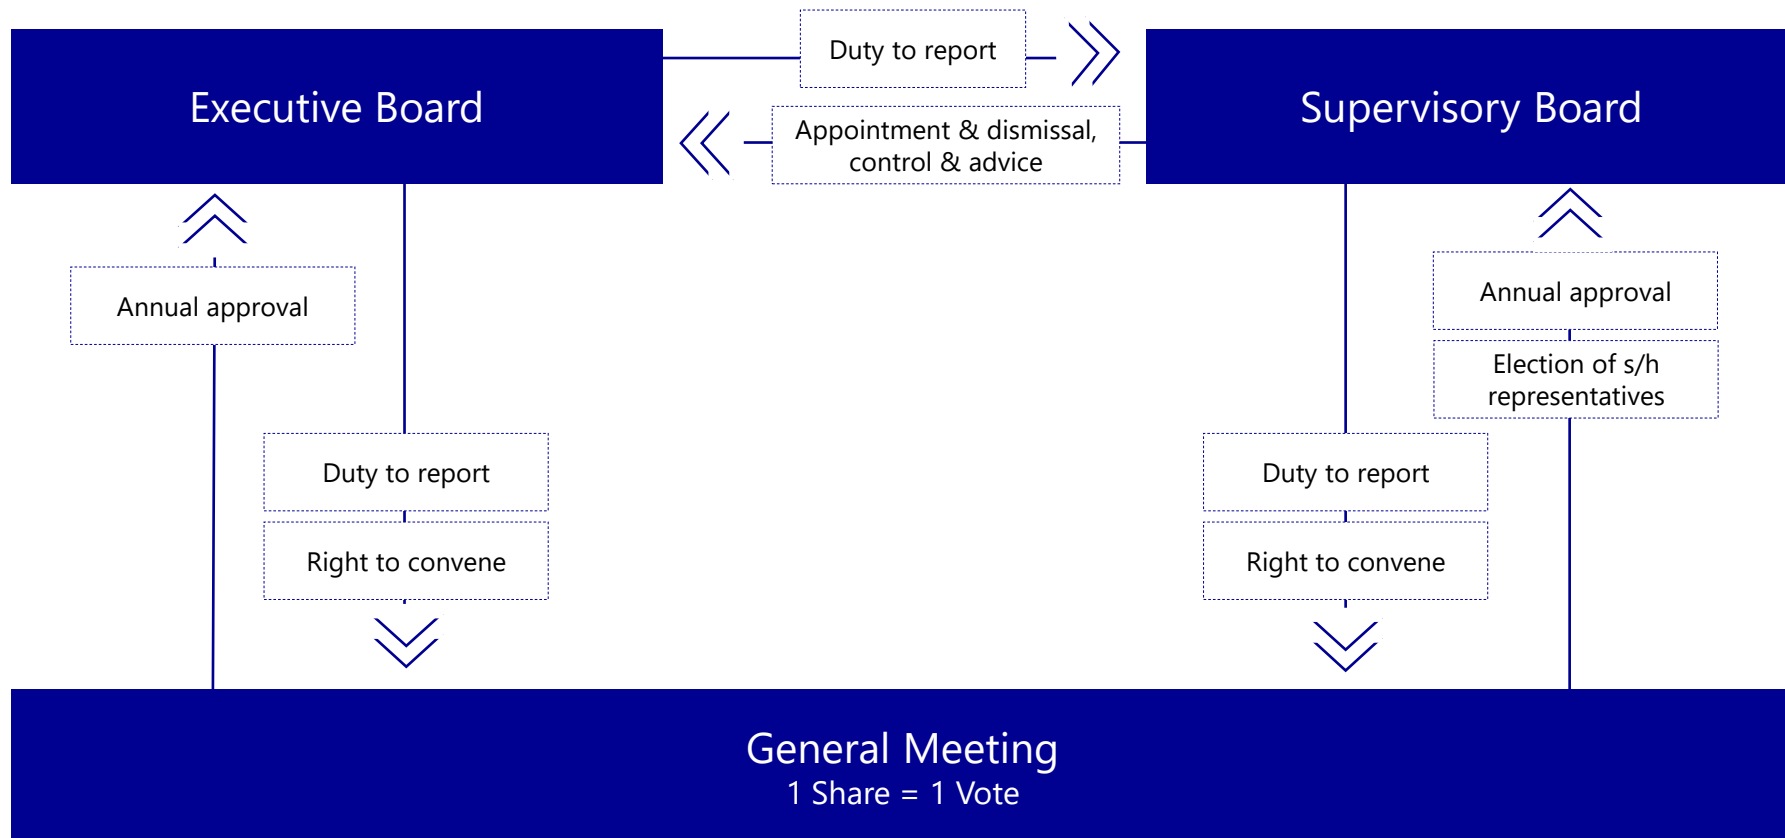 Duty to report
Executive Board
Supervisory Board
Appointment & dismissal,
control & advice
Annual approval
Annual approval
Election of s/h
representatives
Duty to report
Duty to report
Right to convene
Right to convene
General Meeting
1 Share = 1 Vote